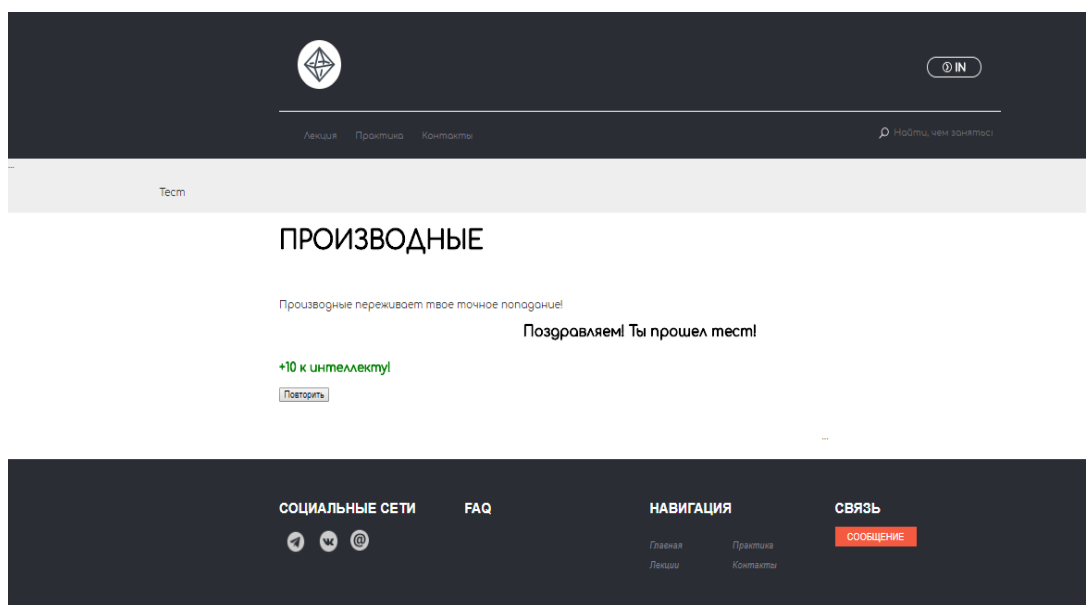 IN
Лекция Практика Контакты
Найти, чем занятьс
...
Тест
ПРОИЗВОДНЫЕ
Производные переживает твое точное попадание!
Поздравляем! Ты прошел тест!
+10 к интеллекту!
Повторить
...
СОЦИАЛЬНЫЕ СЕТИ FAQ НАВИГАЦИЯ СВЯЗЬ
СООБЩЕНИЕ
Главная Практика
Лекции Контакты